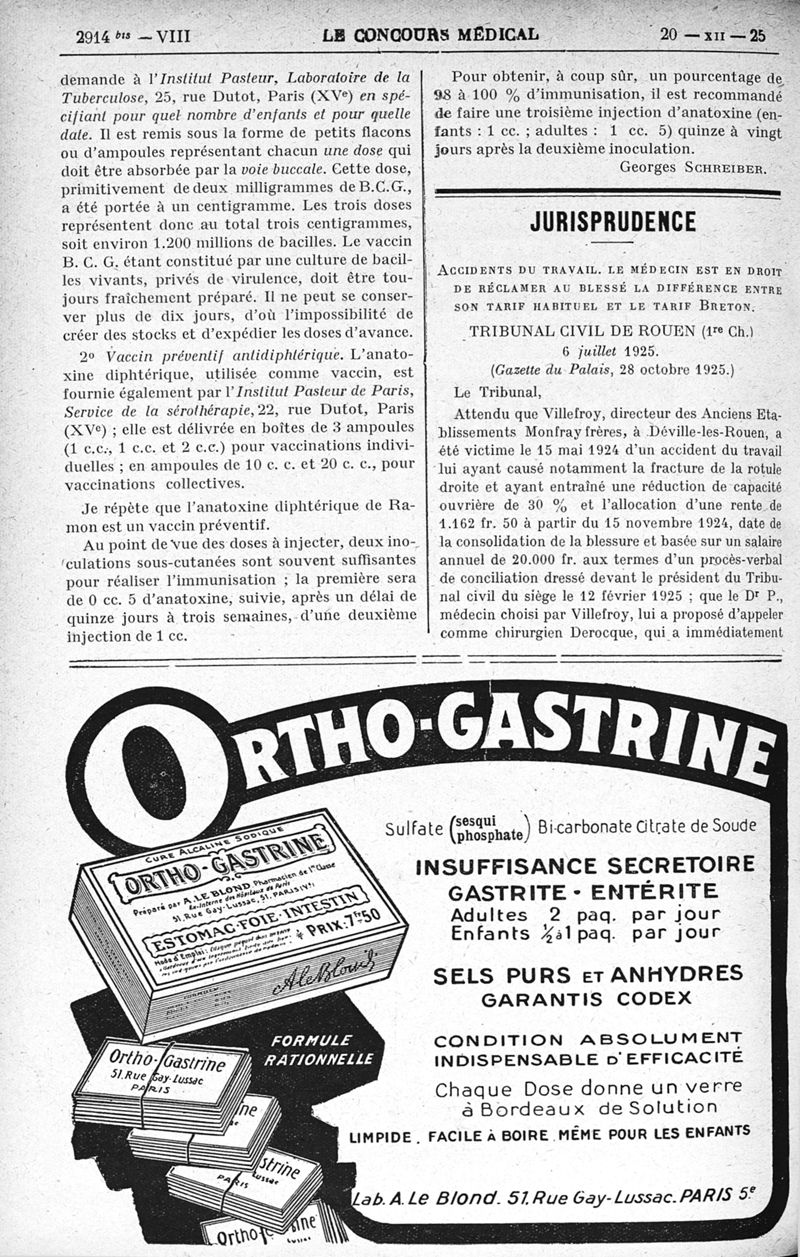 2914 bis — VIII
LE CONCOURS MÉDICAL
20 — XII — 25
demande à l'Institut Pasteur, Laboratoire de la
Tuberculose, 25, rue Dutot, Paris (XVe) en spé-
cifiant pour quel nombre d'enfants et pour quelle
date. Il est remis sous la forme de petits flacons
ou d'ampoules représentant chacun une dose qui
doit être absorbée par la voie buccale. Cette dose,
primitivement de deux milligrammes de B.C.G.,
a été portée à un centigramme. Les trois doses
représentent donc au total trois centigrammes,
soit environ 1.200 millions de bacilles. Le vaccin
B. C. G. étant constitué par une culture de bacil-
les vivants, privés de virulence, doit être tou-
jours fraîchement préparé. Il ne peut se conser-
ver plus de dix jours, d'où l'impossibilité de
créer des stocks et d'expédier les doses d'avance.
2º Vaccin préventif antidiphtérique. L'anato-
xine diphtérique, utilisée comme vaccin, est
fournie également par l'Institut Pasteur de Paris,
Service de la sérothérapie, 22, rue Dutot, Paris
(XVe) ; elle est délivrée en boîtes de 3 ampoules
(1 c.c., 1 c.c. et 2 c.c.) pour vaccinations indivi-
duelles ; en ampoules de 10 c. c. et 20 c. c., pour
vaccinations collectives.
Je répète que l'anatoxine diphtérique de Ra-
mon est un vaccin préventif.
Au point de vue des doses à injecter, deux ino-
culations sous-cutanées sont souvent suffisantes
pour réaliser l'immunisation ; la première sera
de 0 cc. 5 d'anatoxine, suivie, après un délai de
quinze jours à trois semaines, d'une deuxième
injection de 1 cc.
Pour obtenir, à coup sûr, un pourcentage de
98 à 100 % d'immunisation, il est recommandé
de faire une troisième injection d'anatoxine (en-
fants : 1 cc. ; adultes : 1 cc. 5) quinze à vingt
jours après la deuxième inoculation.
Georges SCHREIBER.
JURISPRUDENCE
ACCIDENTS DU TRAVAIL. LE MÉDECIN EST EN DROIT
DE RÉCLAMER AU BLESSÉ LA DIFFÉRENCE ENTRE
SON TARIF HABITUEL ET LE TARIF BRETON.
TRIBUNAL CIVIL DE ROUEN (1re Ch.)
6 juillet 1925.
(Gazette du Palais, 28 octobre 1925.)
Le Tribunal,
Attendu que Villefroy, directeur des Anciens Eta-
blissements Monfray frères, à Déville-les-Rouen, a
été victime le 15 mai 1924 d'un accident du travail
lui ayant causé notamment la fracture de la rotule
droite et ayant entraîné une réduction de capacité
ouvrière de 30 % et l'allocation d'une rente de
1.162 fr. 50 à partir du 15 novembre 1924, date de
la consolidation de la blessure et basée sur un salaire
annuel de 20.000 fr. aux termes d'un procès-verbal
de conciliation dressé devant le président du Tribu-
nal civil du siège le 12 février 1925 ; que le Dr P.,
médecin choisi par Villefroy, lui a proposé d'appeler
comme chirurgien Derocque, qui a immédiatement
ORTHO-GASTRINE
Sulfate (sesqui phosphate) Bi-carbonate Citrate de Soude
INSUFFISANCE SECRETOIRE
GASTRITE - ENTÉRITE
Adultes 2 paq. par jour
Enfants ½ à 1 paq. par jour
SELS PURS ET ANHYDRES
GARANTIS CODEX
CONDITION ABSOLUMENT
INDISPENSABLE D'EFFICACITÉ
Chaque Dose donne un verre
à Bordeaux de Solution
LIMPIDE, FACILE À BOIRE MÊME POUR LES ENFANTS
Lab. A. Le Blond. 51, Rue Gay-Lussac. PARIS 5e
CURE ALCALINE SODIQUE
ORTHO-GASTRINE
Préparé par A. LE BLOND Pharmacien de 1re Classe
Ex-Interne des Hôpitaux de Paris
51, Rue Gay-Lussac, 51, PARIS (Ve)
ESTOMAC-FOIE-INTESTIN
Mode d'Emploi:
PRIX: 7frs50
A Le Blond
FORMULE
RATIONNELLE
Ortho-Gastrine
51, Rue Gay-Lussac
PARIS
ine
strine
PARIS
Ortho
ine